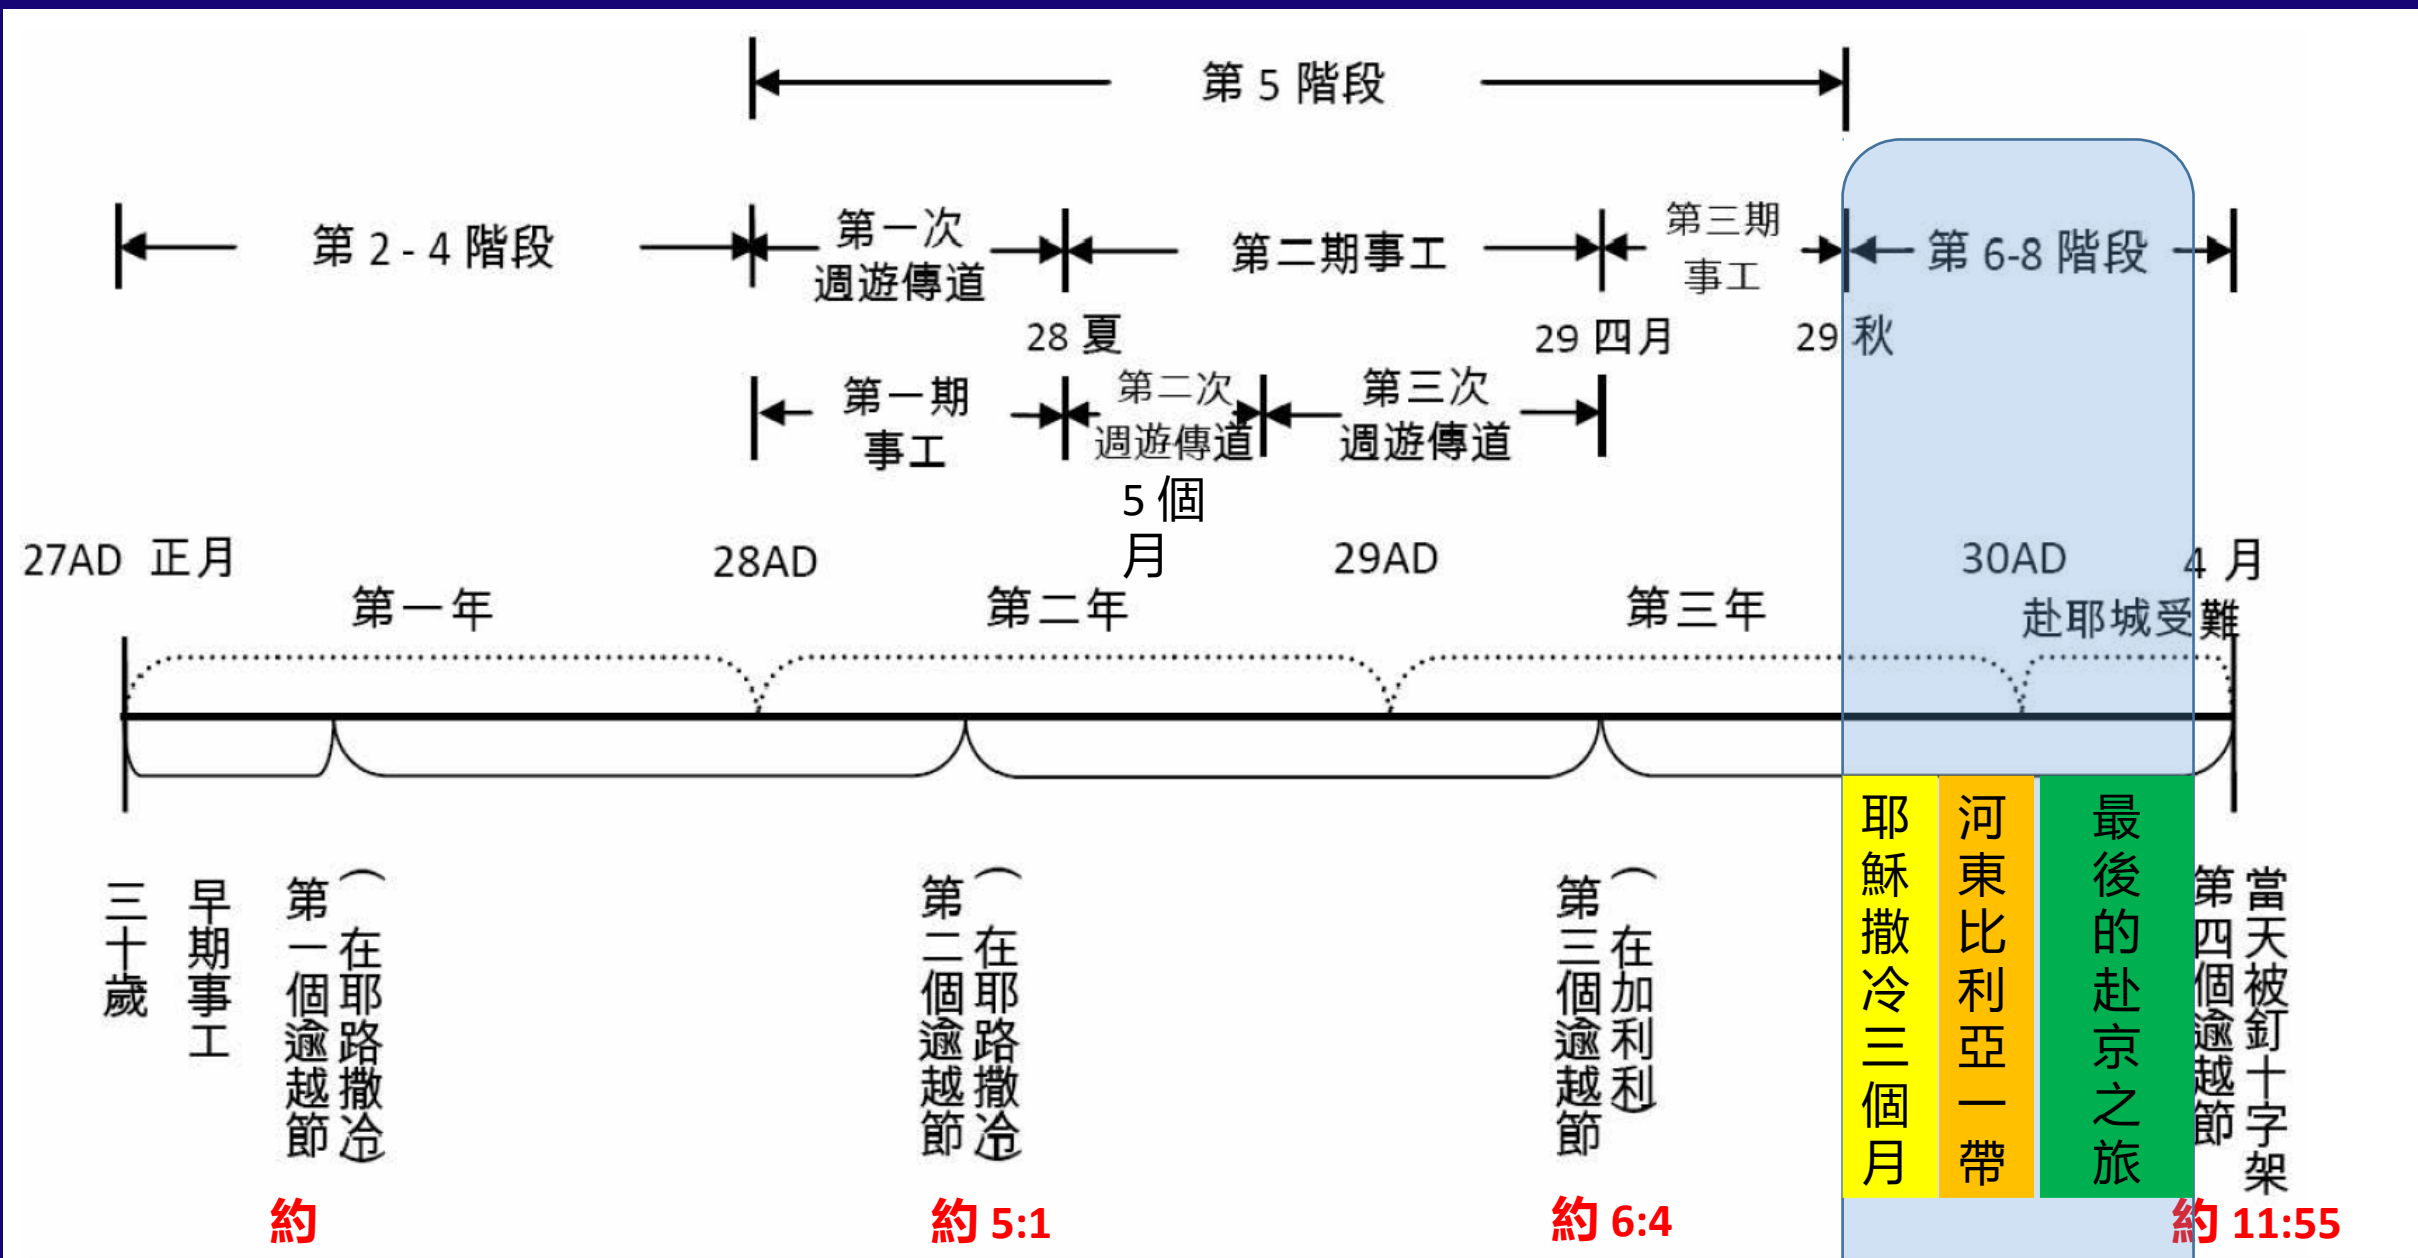 第 5 階段
第 2 - 4 階段
第一次
週遊傳道
第二期事工
第三期
事工
第 6-8 階段
28 夏
29 四月
29 秋
第一期
事工
第二次
週遊傳道
5 個
月
第三次
週遊傳道
27AD 正月
28AD
29AD
30AD
4 月
第一年
第二年
第三年
赴耶城受難
三十歲
早期事工
第一個逾越節
（在耶路撒冷）
第二個逾越節
（在耶路撒冷）
第三個逾越節
（在加利利）
耶穌撒冷三個月
河東比利亞一帶
最後的赴京之旅
第四個逾越節
當天被釘十字架
約
約 5:1
約 6:4
約 11:55